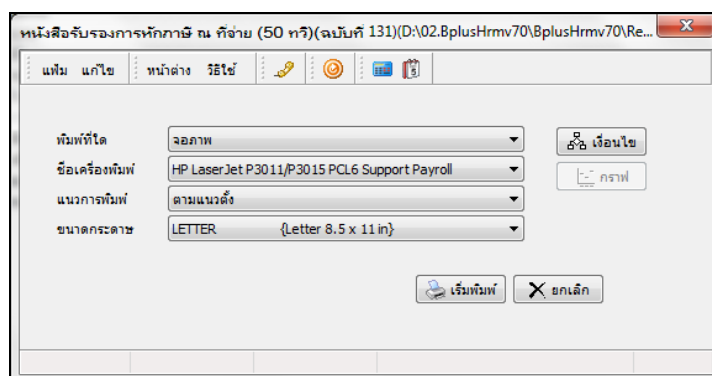 หนังสือรับรองการหักภาษี ณ ที่จ่าย (50 ทวิ)(ฉบับที่ 131)(D:\02.BplusHrmv70\BplusHrmv70\Re...
แฟ้ม แก้ไข หน้าต่าง วิธีใช้
พิมพ์ที่ใด จอภาพ เงื่อนไข
ชื่อเครื่องพิมพ์ HP LaserJet P3011/P3015 PCL6 Support Payroll กราฟ
แนวการพิมพ์ ตามแนวตั้ง
ขนาดกระดาษ LETTER {Letter 8.5 x 11 in}
เริ่มพิมพ์ ยกเลิก